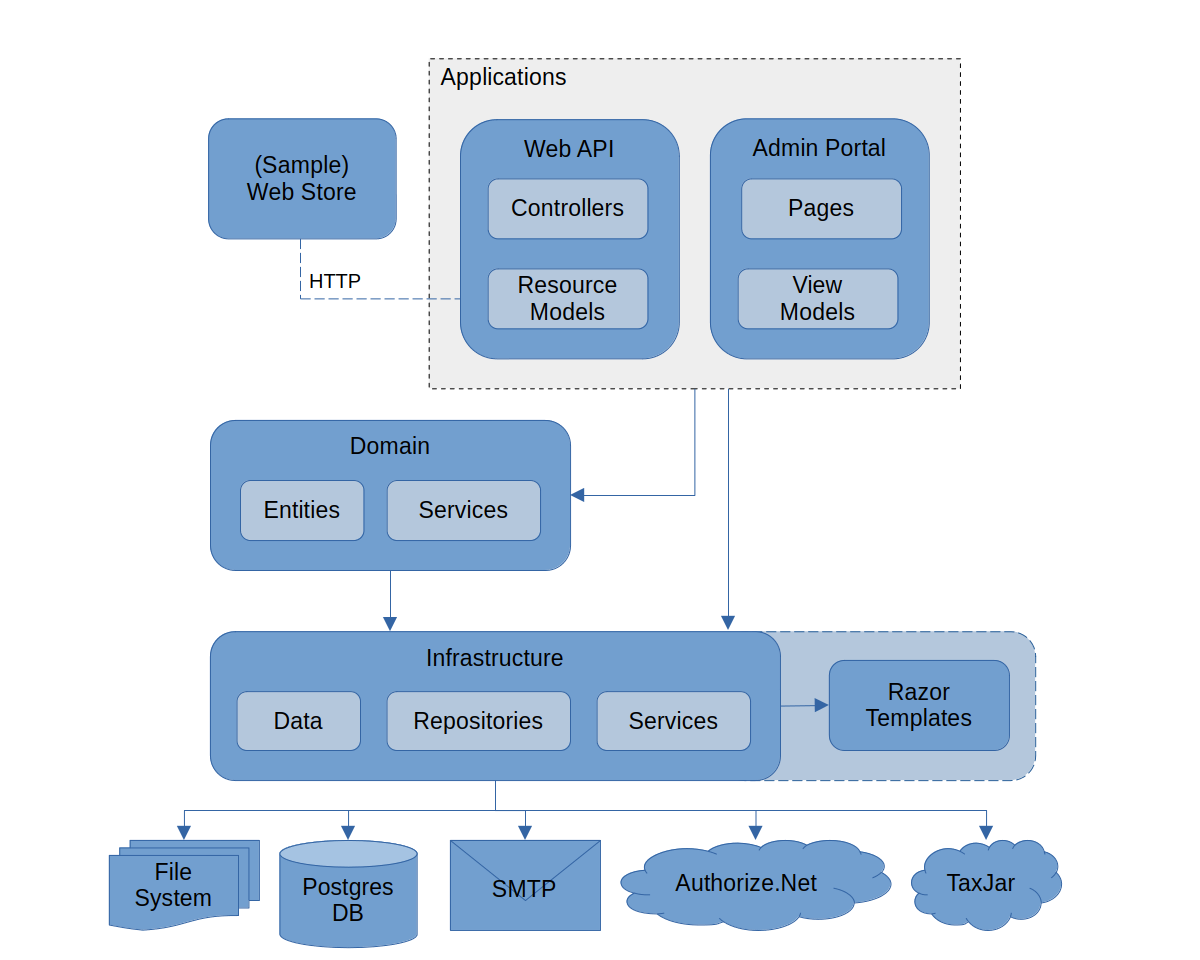 Applications
(Sample)
Web Store
Web API
Admin Portal
Controllers
Pages
HTTP
Resource
Models
View
Models
Domain
Entities
Services
Infrastructure
Data
Repositories
Services
Razor
Templates
File
System
Postgres
DB
SMTP
Authorize.Net
TaxJar